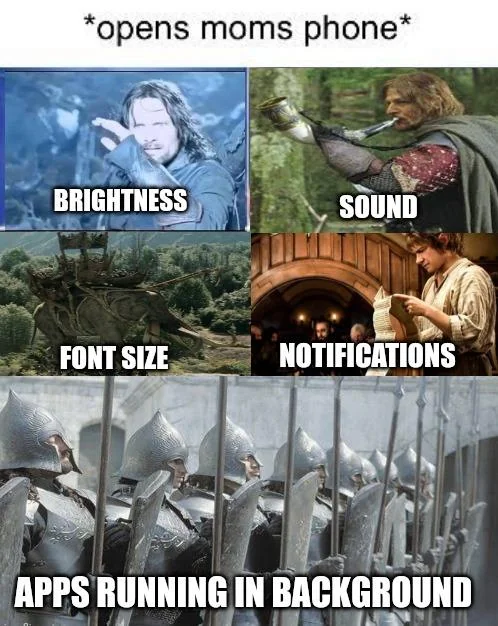 *opens moms phone*
BRIGHTNESS
SOUND
FONT SIZE
NOTIFICATIONS
APPS RUNNING IN BACKGROUND